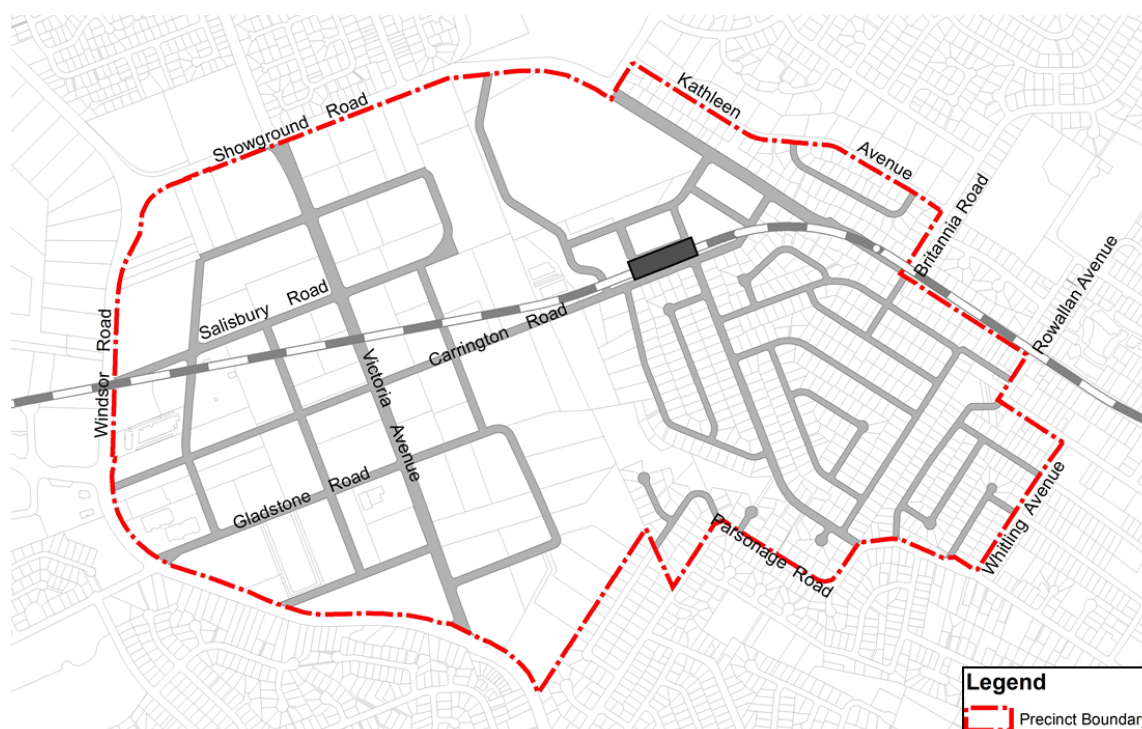 Kathleen
Avenue
Showground Road
Britannia Road
Rowallan Avenue
Salisbury Road
Windsor Road
Carrington Road
Victoria Avenue
Gladstone Road
Parsonage Road
Whitling Avenue
Legend
Precinct Boundar